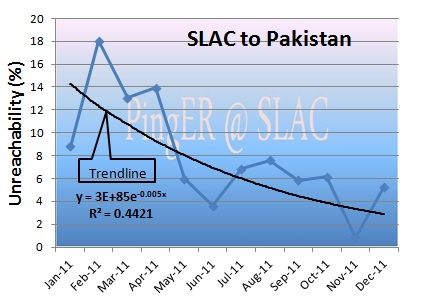 SLAC to Pakistan
Unreachability (%)
20
18
16
14
12
10
8
6
4
2
0
PingER @ SLAC
Trendline
y = 3E+85e^-0.005x
R² = 0.4421
Jan-11
Feb-11
Mar-11
Apr-11
May-11
Jun-11
Jul-11
Aug-11
Sep-11
Oct-11
Nov-11
Dec-11